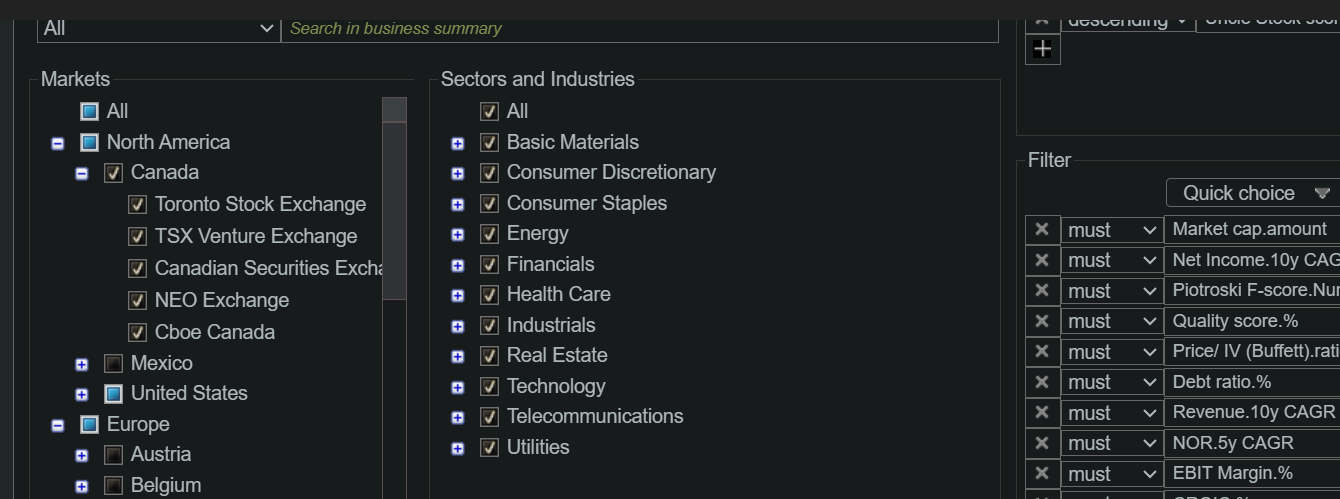 All
Search in business summary
descending
Markets
All
North America
Canada
Toronto Stock Exchange
TSX Venture Exchange
Canadian Securities Excha
NEO Exchange
Cboe Canada
Mexico
United States
Europe
Austria
Belgium
Sectors and Industries
All
Basic Materials
Consumer Discretionary
Consumer Staples
Energy
Financials
Health Care
Industrials
Real Estate
Technology
Telecommunications
Utilities
Filter
Quick choice
must Market cap.amount
must Net Income.10y CAG
must Piotroski F-score.Nu
must Quality score.%
must Price/ IV (Buffett).rati
must Debt ratio.%
must Revenue.10y CAGR
must NOR.5y CAGR
must EBIT Margin.%